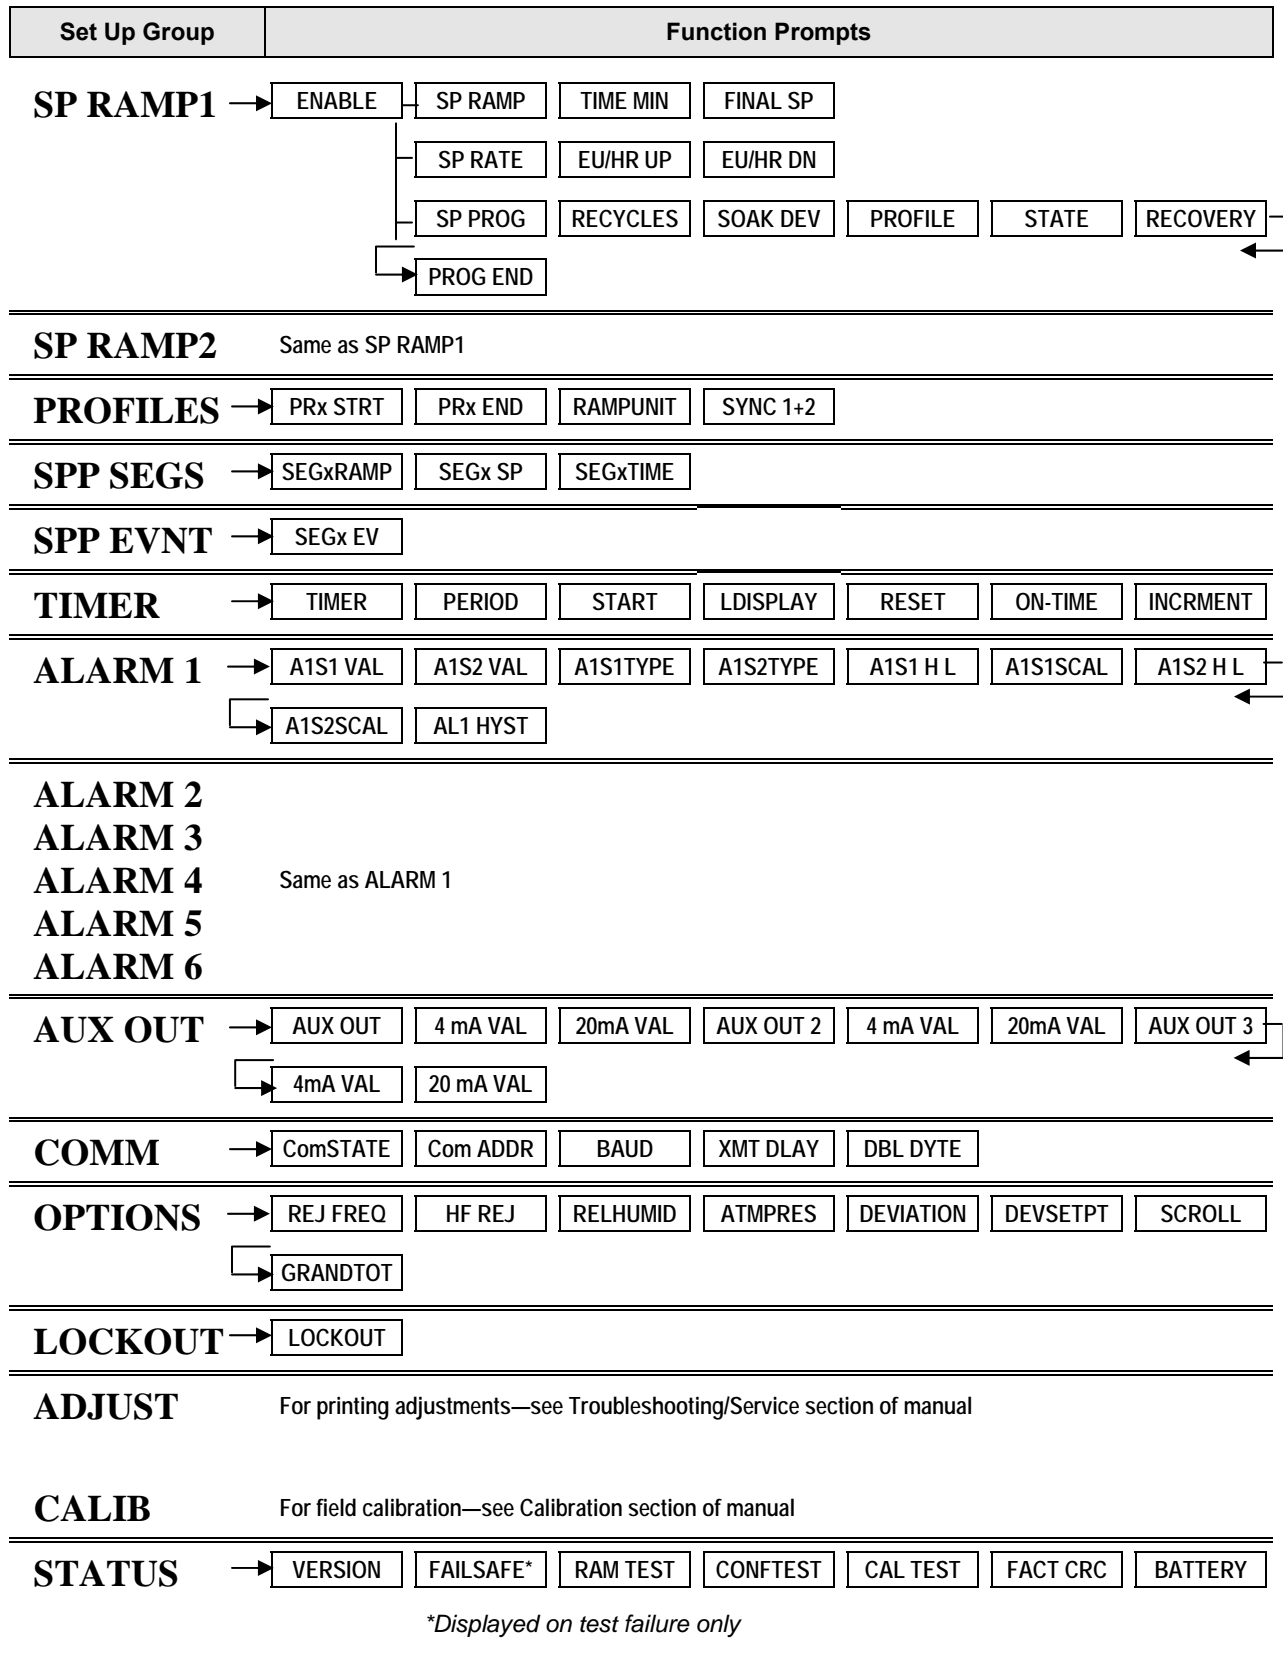 Set Up Group Function Prompts
SP RAMP1 ENABLE SP RAMP TIME MIN FINAL SP
SP RATE EU/HR UP EU/HR DN
SP PROG RECYCLES SOAK DEV PROFILE STATE RECOVERY
PROG END
SP RAMP2 Same as SP RAMP1
PROFILES PRx STRT PRx END RAMPUNIT SYNC 1+2
SPP SEGS SEGxRAMP SEGx SP SEGxTIME
SPP EVNT SEGx EV
TIMER TIMER PERIOD START LDISPLAY RESET ON-TIME INCRMENT
ALARM 1 A1S1 VAL A1S2 VAL A1S1TYPE A1S2TYPE A1S1 H L A1S1SCAL A1S2 H L
A1S2SCAL AL1 HYST
ALARM 2
ALARM 3
ALARM 4 Same as ALARM 1
ALARM 5
ALARM 6
AUX OUT AUX OUT 4 mA VAL 20mA VAL AUX OUT 2 4 mA VAL 20mA VAL AUX OUT 3
4mA VAL 20 mA VAL
COMM ComSTATE Com ADDR BAUD XMT DLAY DBL DYTE
OPTIONS REJ FREQ HF REJ RELHUMID ATMPRES DEVIATION DEVSETPT SCROLL
GRANDTOT
LOCKOUT LOCKOUT
ADJUST For printing adjustments—see Troubleshooting/Service section of manual
CALIB For field calibration—see Calibration section of manual
STATUS VERSION FAILSAFE* RAM TEST CONFTEST CAL TEST FACT CRC BATTERY
*Displayed on test failure only